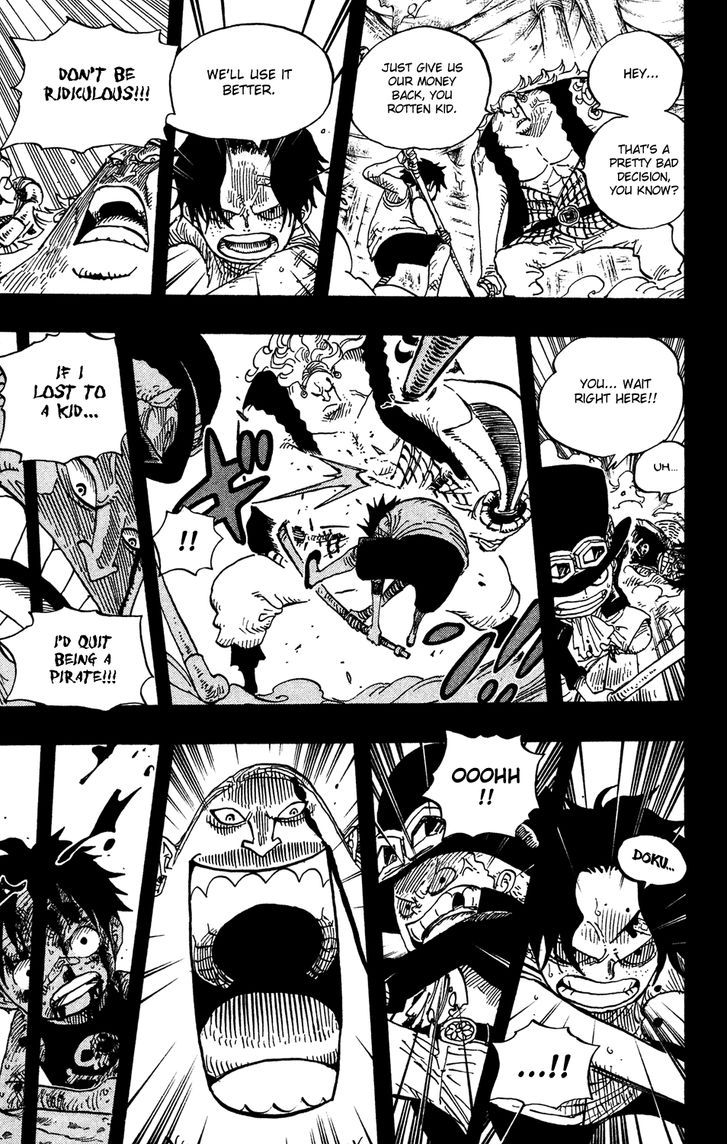 HEY...
THAT'S A
PRETTY BAD
DECISION,
YOU KNOW?
JUST GIVE US
OUR MONEY
BACK, YOU
ROTTEN KID.
WE'LL USE IT
BETTER.
DON'T BE
RIDICULOUS!!!
YOU... WAIT
RIGHT HERE!!
UH...
ギ
!!
IF I
LOST TO
A KID...
I'D QUIT
BEING A
PIRATE!!!
DOKU...
OOOHH
!!
...!!